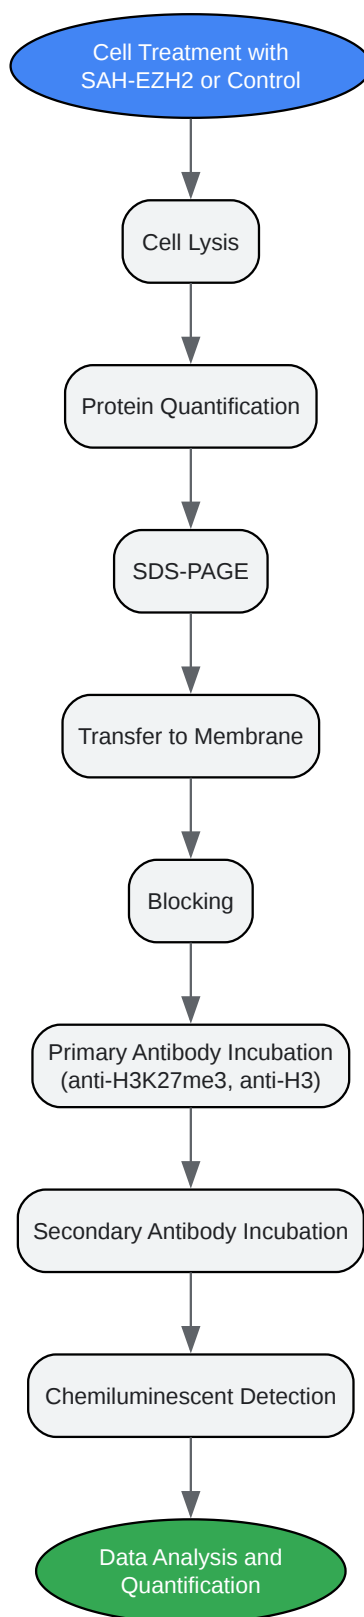 Cell Treatment with
SAH-EZH2 or Control
Cell Lysis
Protein Quantification
SDS-PAGE
Transfer to Membrane
Blocking
Primary Antibody Incubation
(anti-H3K27me3, anti-H3)
Secondary Antibody Incubation
Chemiluminescent Detection
Data Analysis and
Quantification